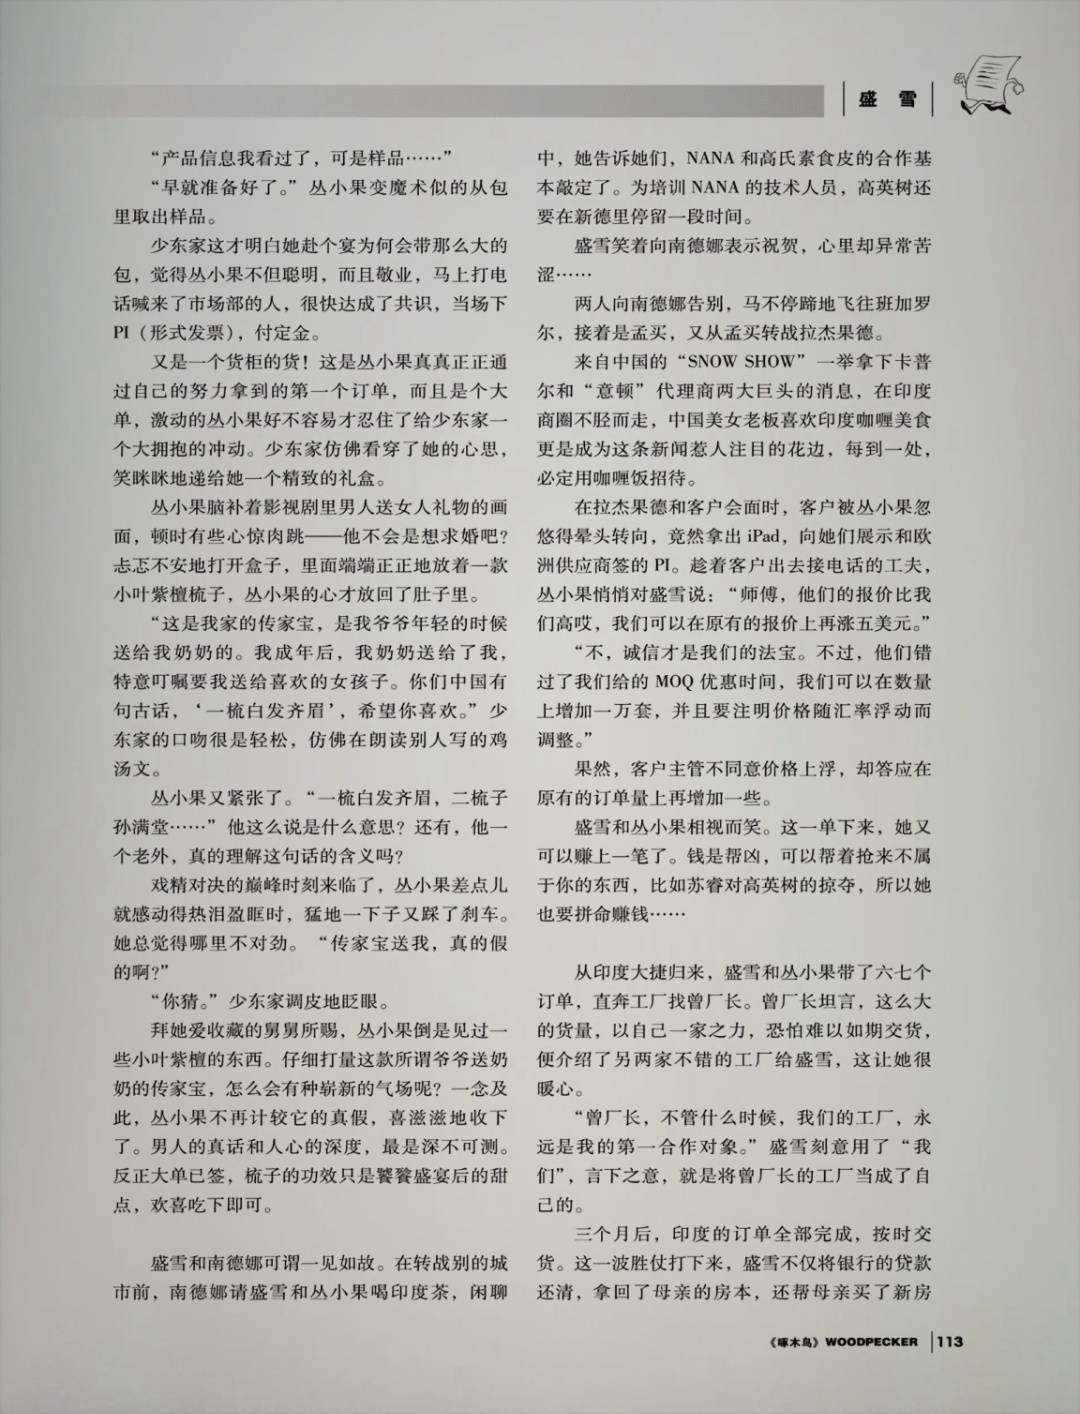 盛 雪
“产品信息我看过了，可是样品……”
“早就准备好了。”丛小果变魔术似的从包
里取出样品。
少东家这才明白她赴个宴为何会带那么大的
包，觉得丛小果不但聪明，而且敬业，马上打电
话喊来了市场部的人，很快达成了共识，当场下
PI（形式发票），付定金。
又是一个货柜的货！这是丛小果真真正正通
过自己的努力拿到的第一个订单，而且是个大
单，激动的丛小果好不容易才忍住了给少东家一
个大拥抱的冲动。少东家仿佛看穿了她的心思，
笑眯眯地递给她一个精致的礼盒。
丛小果脑补着影视剧里男人送女人礼物的画
面，顿时有些心惊肉跳——他不会是想求婚吧？
忐忑不安地打开盒子，里面端端正正地放着一款
小叶紫檀梳子，丛小果的心才放回了肚子里。
“这是我家的传家宝，是我爷爷年轻的时候
送给我奶奶的。我成年后，我奶奶送给了我，
特意叮嘱要我送给喜欢的女孩子。你们中国有
句古话，‘一梳白发齐眉’，希望你喜欢。”少
东家的口吻很是轻松，仿佛在朗读别人写的鸡
汤文。
丛小果又紧张了。“一梳白发齐眉，二梳子
孙满堂……”他这么说是什么意思？还有，他一
个老外，真的理解这句话的含义吗？
戏精对决的巅峰时刻来临了，丛小果差点儿
就感动得热泪盈眶时，猛地一下子又踩了刹车。
她总觉得哪里不对劲。“传家宝送我，真的假
的啊？”
“你猜。”少东家调皮地眨眼。
拜她爱收藏的舅舅所赐，丛小果倒是见过一
些小叶紫檀的东西。仔细打量这款所谓爷爷送奶
奶的传家宝，怎么会有种崭新的气场呢？一念及
此，丛小果不再计较它的真假，喜滋滋地收下
了。男人的真话和人心的深度，最是深不可测。
反正大单已签，梳子的功效只是饕餮盛宴后的甜
点，欢喜吃下即可。
盛雪和南德娜可谓一见如故。在转战别的城
市前，南德娜请盛雪和丛小果喝印度茶，闲聊
中，她告诉她们，NANA 和高氏素食皮的合作基
本敲定了。为培训 NANA 的技术人员，高英树还
要在新德里停留一段时间。
盛雪笑着向南德娜表示祝贺，心里却异常苦
涩……
两人向南德娜告别，马不停蹄地飞往班加罗
尔，接着是孟买，又从孟买转战拉杰果德。
来自中国的“SNOW SHOW”一举拿下卡普
尔和“意顿”代理商两大巨头的消息，在印度
商圈不胫而走，中国美女老板喜欢印度咖喱美食
更是成为这条新闻惹人注目的花边，每到一处，
必定用咖喱饭招待。
在拉杰果德和客户会面时，客户被丛小果忽
悠得晕头转向，竟然拿出 iPad，向她们展示和欧
洲供应商签的 PI。趁着客户出去接电话的工夫，
丛小果悄悄对盛雪说：“师傅，他们的报价比我
们高哎，我们可以在原有的报价上再涨五美元。”
“不，诚信才是我们的法宝。不过，他们错
过了我们给的 MOQ 优惠时间，我们可以在数量
上增加一万套，并且要注明价格随汇率浮动而
调整。”
果然，客户主管不同意价格上浮，却答应在
原有的订单量上再增加一些。
盛雪和丛小果相视而笑。这一单下来，她又
可以赚上一笔了。钱是帮凶，可以帮着抢来不属
于你的东西，比如苏睿对高英树的掠夺，所以她
也要拼命赚钱……
从印度大捷归来，盛雪和丛小果带了六七个
订单，直奔工厂找曾厂长。曾厂长坦言，这么大
的货量，以自己一家之力，恐怕难以如期交货，
便介绍了另两家不错的工厂给盛雪，这让她很
暖心。
“曾厂长，不管什么时候，我们的工厂，永
远是我的第一合作对象。”盛雪刻意用了“我
们”，言下之意，就是将曾厂长的工厂当成了自
己的。
三个月后，印度的订单全部完成，按时交
货。这一波胜仗打下来，盛雪不仅将银行的贷款
还清，拿回了母亲的房本，还帮母亲买了新房
《啄木鸟》WOODPECKER 113